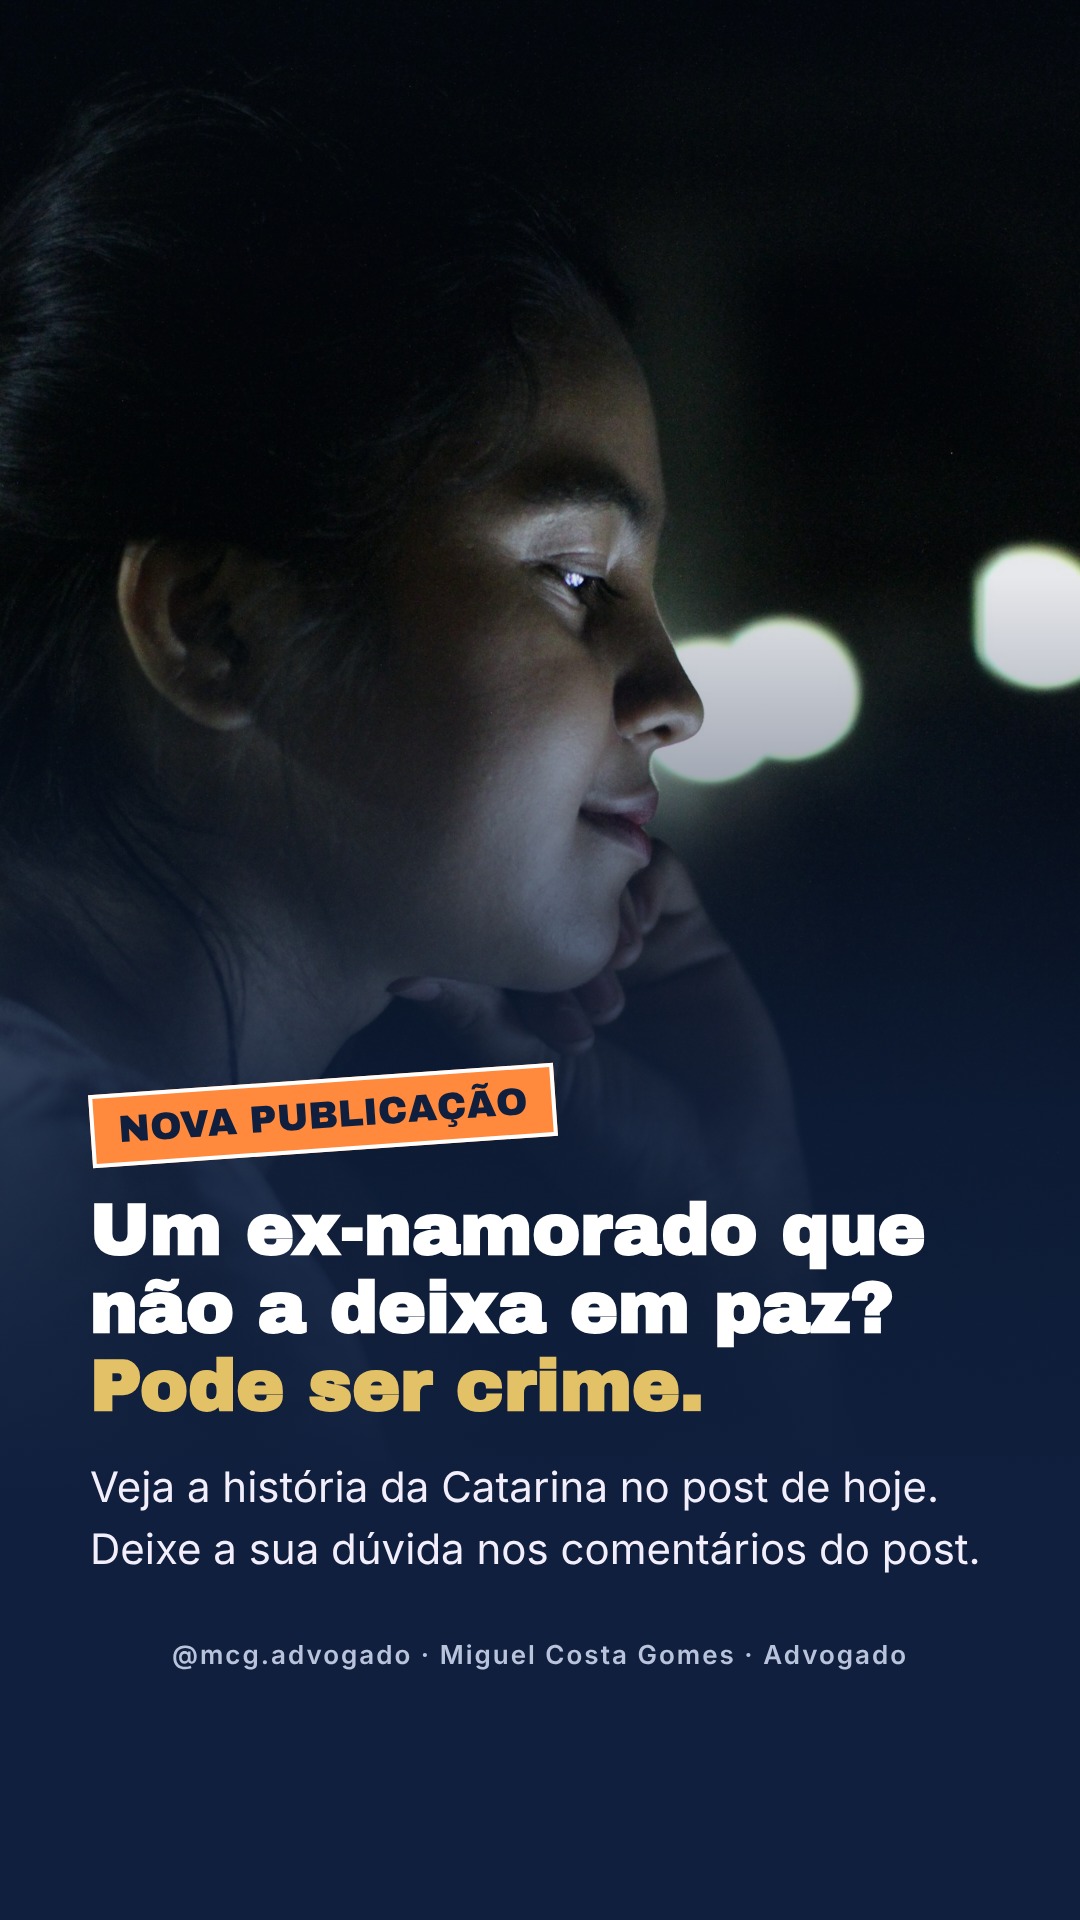 NOVA PUBLICAÇÃO
Um ex-namorado que
não a deixa em paz?
Pode ser crime.
Veja a história da Catarina no post de hoje.
Deixe a sua dúvida nos comentários do post.
@mcg.advogado · Miguel Costa Gomes · Advogado